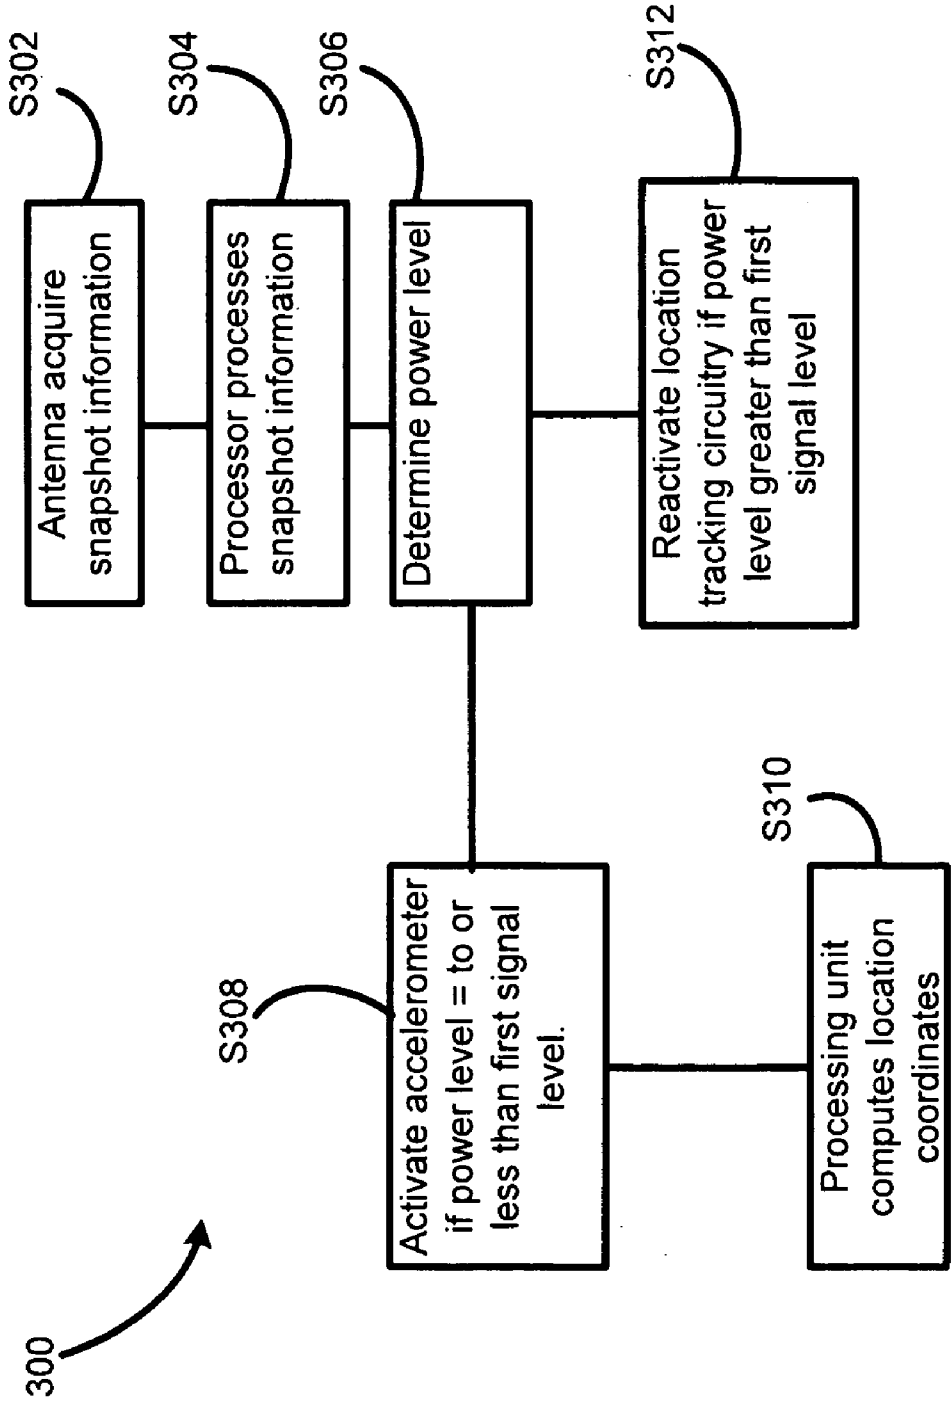 300
S302
Antenna acquire
snapshot information
S304
Processor processes
snapshot information
S306
Determine power level
S308
Activate accelerometer
if power level = to or
less than first signal
level.
S310
Processing unit
computes location
coordinates
S312
Reactivate location
tracking circuitry if power
level greater than first
signal level